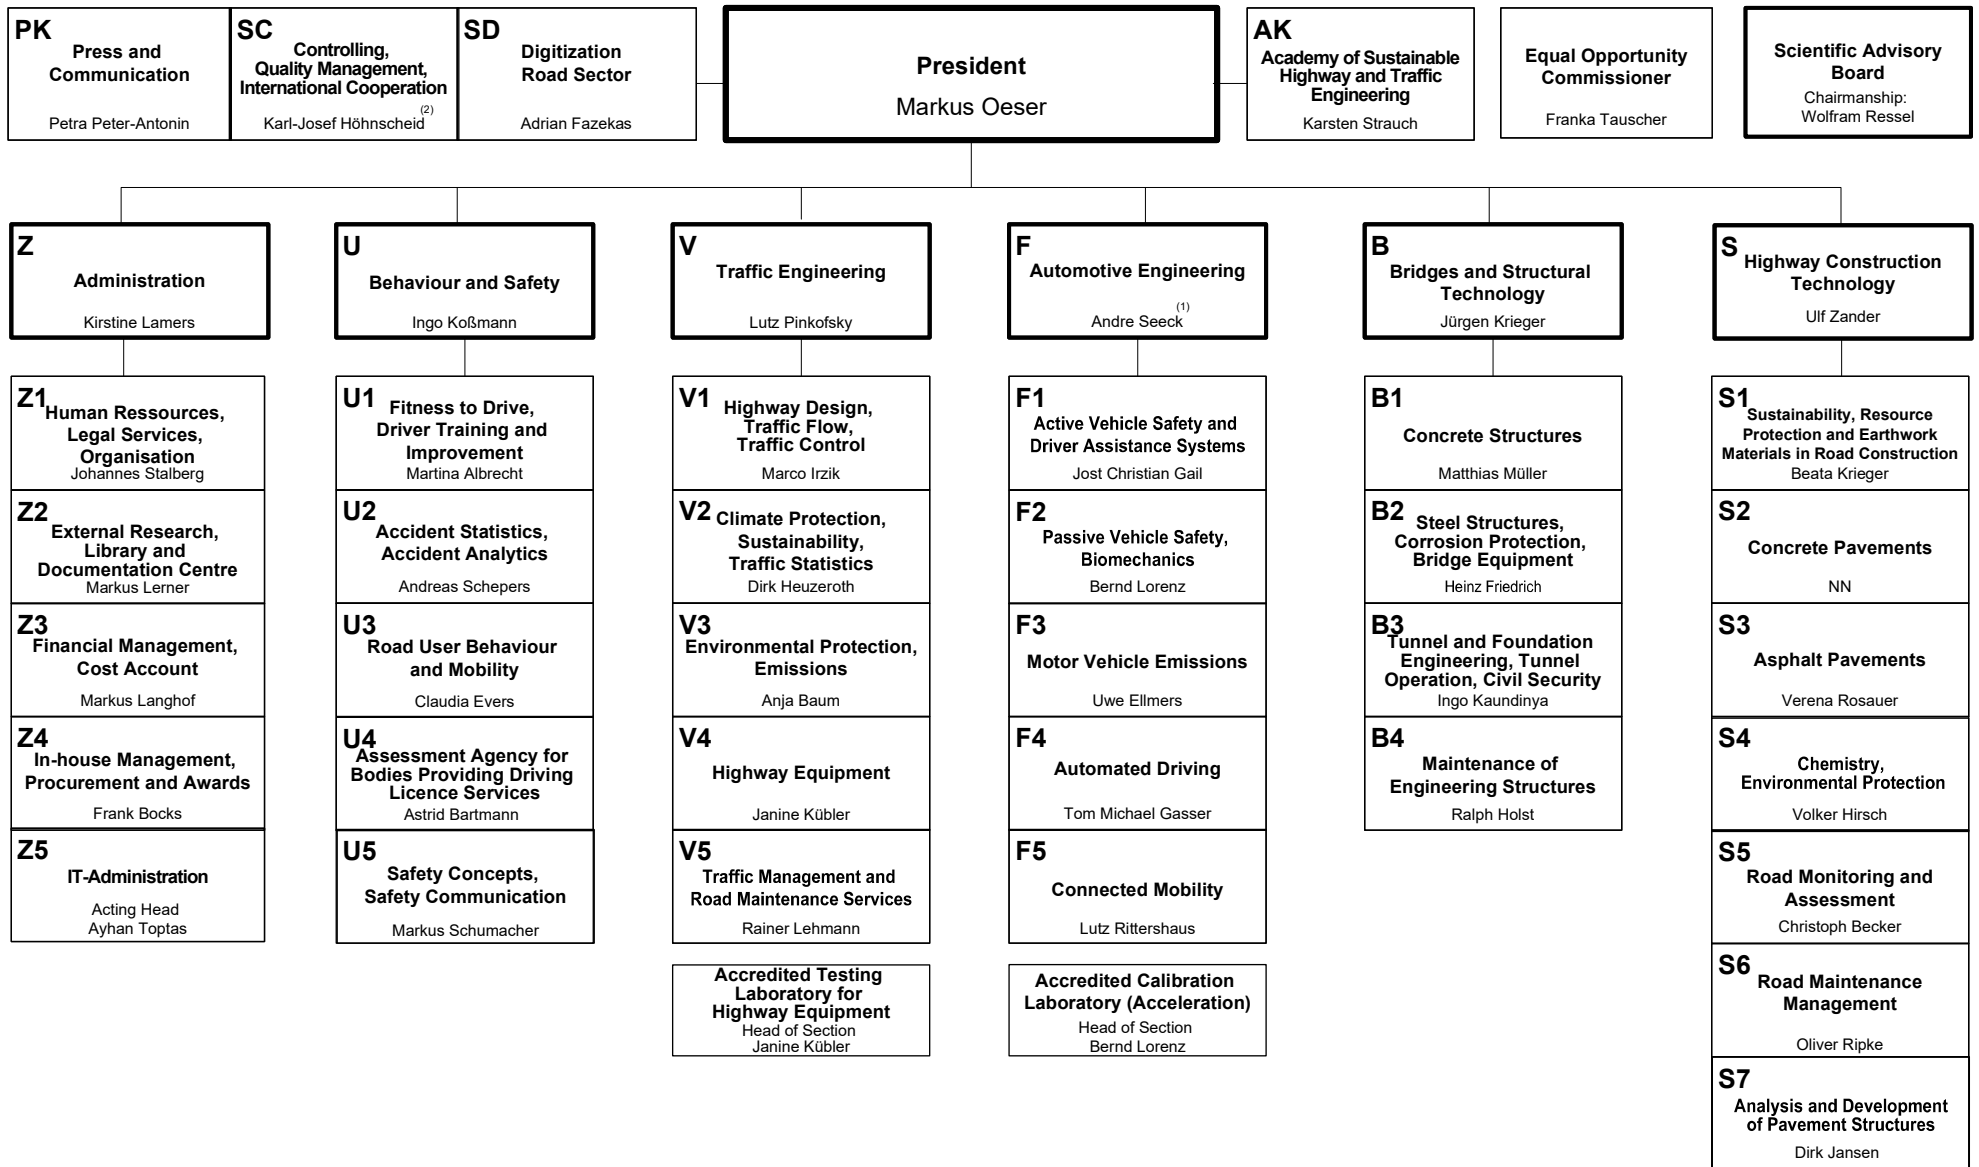 PK
Press and
Communication
Petra Peter-Antonin
SC
Controlling,
Quality Management,
International Cooperation
(2)
Karl-Josef Höhnscheid
SD
Digitization
Road Sector
Adrian Fazekas
President
Markus Oeser
AK
Academy of Sustainable
Highway and Traffic
Engineering
Karsten Strauch
Equal Opportunity
Commissioner
Franka Tauscher
Scientific Advisory
Board
Chairmanship:
Wolfram Ressel
Z
Administration
Kirstine Lamers
U
Behaviour and Safety
Ingo Koßmann
V
Traffic Engineering
Lutz Pinkofsky
F
Automotive Engineering
(1)
Andre Seeck
B
Bridges and Structural
Technology
Jürgen Krieger
S
Highway Construction
Technology
Ulf Zander
Z1
Human Ressources,
Legal Services,
Organisation
Johannes Stalberg
Z2
External Research,
Library and
Documentation Centre
Markus Lerner
Z3
Financial Management,
Cost Account
Markus Langhof
Z4
In-house Management,
Procurement and Awards
Frank Bocks
Z5
IT-Administration
Acting Head
Ayhan Toptas
U1
Fitness to Drive,
Driver Training and
Improvement
Martina Albrecht
U2
Accident Statistics,
Accident Analytics
Andreas Schepers
U3
Road User Behaviour
and Mobility
Claudia Evers
U4
Assessment Agency for
Bodies Providing Driving
Licence Services
Astrid Bartmann
U5
Safety Concepts,
Safety Communication
Markus Schumacher
V1
Highway Design,
Traffic Flow,
Traffic Control
Marco Irzik
V2
Climate Protection,
Sustainability,
Traffic Statistics
Dirk Heuzeroth
V3
Environmental Protection,
Emissions
Anja Baum
V4
Highway Equipment
Janine Kübler
V5
Traffic Management and
Road Maintenance Services
Rainer Lehmann
Accredited Testing
Laboratory for
Highway Equipment
Head of Section
Janine Kübler
F1
Active Vehicle Safety and
Driver Assistance Systems
Jost Christian Gail
F2
Passive Vehicle Safety,
Biomechanics
Bernd Lorenz
F3
Motor Vehicle Emissions
Uwe Ellmers
F4
Automated Driving
Tom Michael Gasser
F5
Connected Mobility
Lutz Rittershaus
Accredited Calibration
Laboratory (Acceleration)
Head of Section
Bernd Lorenz
B1
Concrete Structures
Matthias Müller
B2
Steel Structures,
Corrosion Protection,
Bridge Equipment
Heinz Friedrich
B3
Tunnel and Foundation
Engineering, Tunnel
Operation, Civil Security
Ingo Kaundinya
B4
Maintenance of
Engineering Structures
Ralph Holst
S1
Sustainability, Resource
Protection and Earthwork
Materials in Road Construction
Beata Krieger
S2
Concrete Pavements
NN
S3
Asphalt Pavements
Verena Rosauer
S4
Chemistry,
Environmental Protection
Volker Hirsch
S5
Road Monitoring and
Assessment
Christoph Becker
S6
Road Maintenance
Management
Oliver Ripke
S7
Analysis and Development
of Pavement Structures
Dirk Jansen